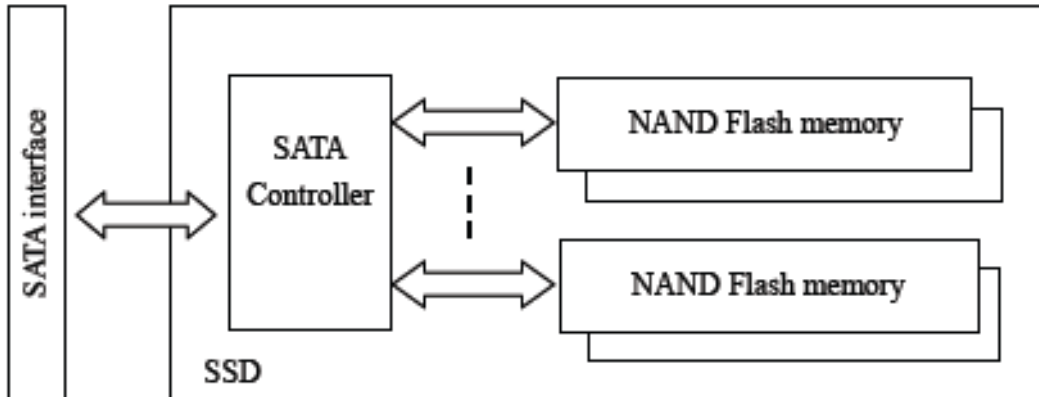 SATA interface
SATA
Controller
NAND Flash memory
NAND Flash memory
SSD